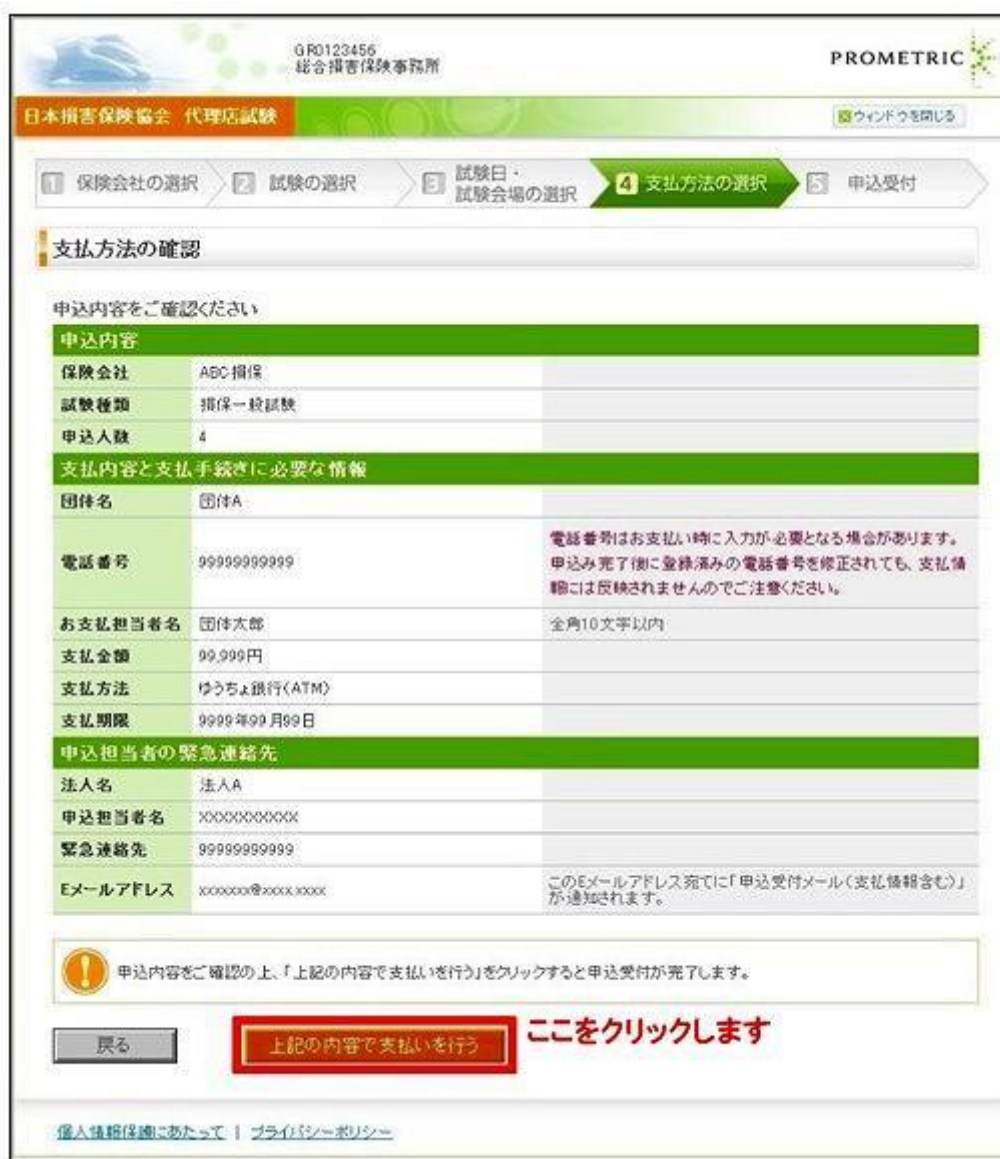 GR0123456
総合損害保険事務所
PROMETRIC
日本損害保険協会 代理店試験
ウィンドウを閉じる
1 保険会社の選択
2 試験の選択
3 試験日・
試験会場の選択
4 支払方法の選択
5 申込受付
支払方法の確認
申込内容をご確認ください
申込内容
保険会社 ABC損保
試験種類 損保一般試験
申込人数 4
支払内容と支払手続きに必要な情報
団体名 団体A
電話番号 99999999999
電話番号はお支払い時に入力が必要となる場合があります。
申込み完了後に登録済みの電話番号を修正されても、支払情
報には反映されませんのでご注意ください。
お支払担当者名 団体太郎 全角10文字以内
支払金額 99,999円
支払方法 ゆうちょ銀行(ATM)
支払期限 9999年99月99日
申込担当者の緊急連絡先
法人名 法人A
申込担当者名 XXXXXXXXXXX
緊急連絡先 99999999999
Eメールアドレス xxxxxxx@xxxx.xxxx
このEメールアドレス宛てに「申込受付メール(支払情報含む)」
が通知されます。
申込内容をご確認の上、「上記の内容で支払いを行う」をクリックすると申込受付が完了します。
戻る
上記の内容で支払いを行う
ここをクリックします
個人情報保護にあたって | プライバシーポリシー